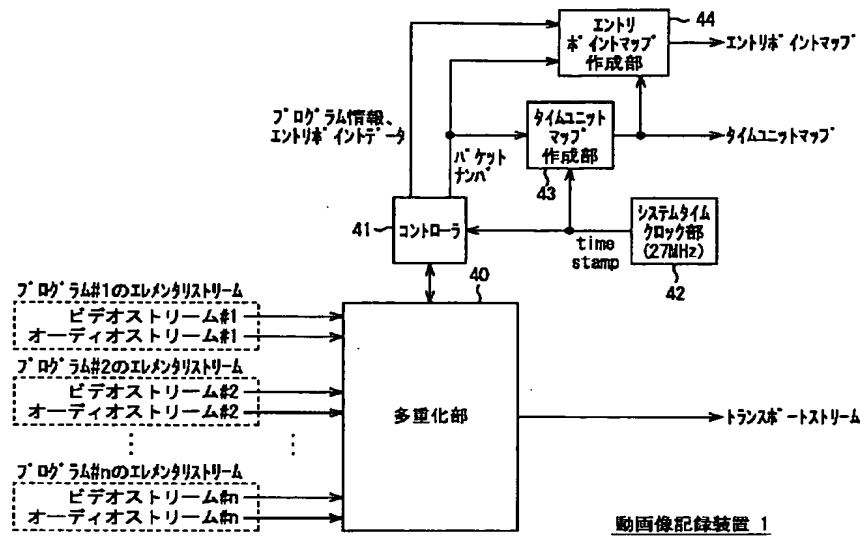 エントリ
ポイントマップ
作成部
44
エントリポイントマップ
プログラム情報、
エントリポイントデータ
パケット
ナンバ
タイムユニット
マップ
作成部
43
タイムユニットマップ
41
コントローラ
time
stamp
システムタイム
クロック部
(27MHz)
42
40
プログラム#1のエレメンタリストリーム
ビデオストリーム#1
オーディオストリーム#1
プログラム#2のエレメンタリストリーム
ビデオストリーム#2
オーディオストリーム#2
多重化部
トランスポートストリーム
プログラム#nのエレメンタリストリーム
ビデオストリーム#n
オーディオストリーム#n
動画像記録装置 1